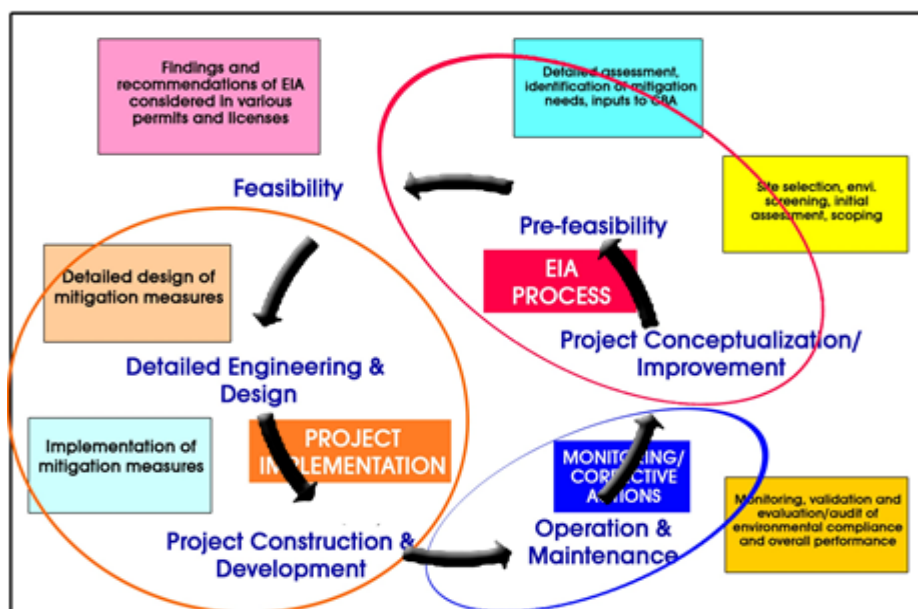 Findings and
recommendations of EIA
considered in various
permits and licenses
Detailed assessment,
identification of mitigation
needs, inputs to CBA
Site selection, envi.
screening, initial
assessment, scoping
Feasibility
Pre-feasibility
EIA
PROCESS
Detailed design of
mitigation measures
Project Conceptualization/
Improvement
Detailed Engineering &
Design
Implementation of
mitigation measures
PROJECT
IMPLEMENTATION
MONITORING/
CORRECTIVE
ACTIONS
Monitoring, validation and
evaluation/audit of
environmental compliance
and overall performance
Operation &
Maintenance
Project Construction &
Development